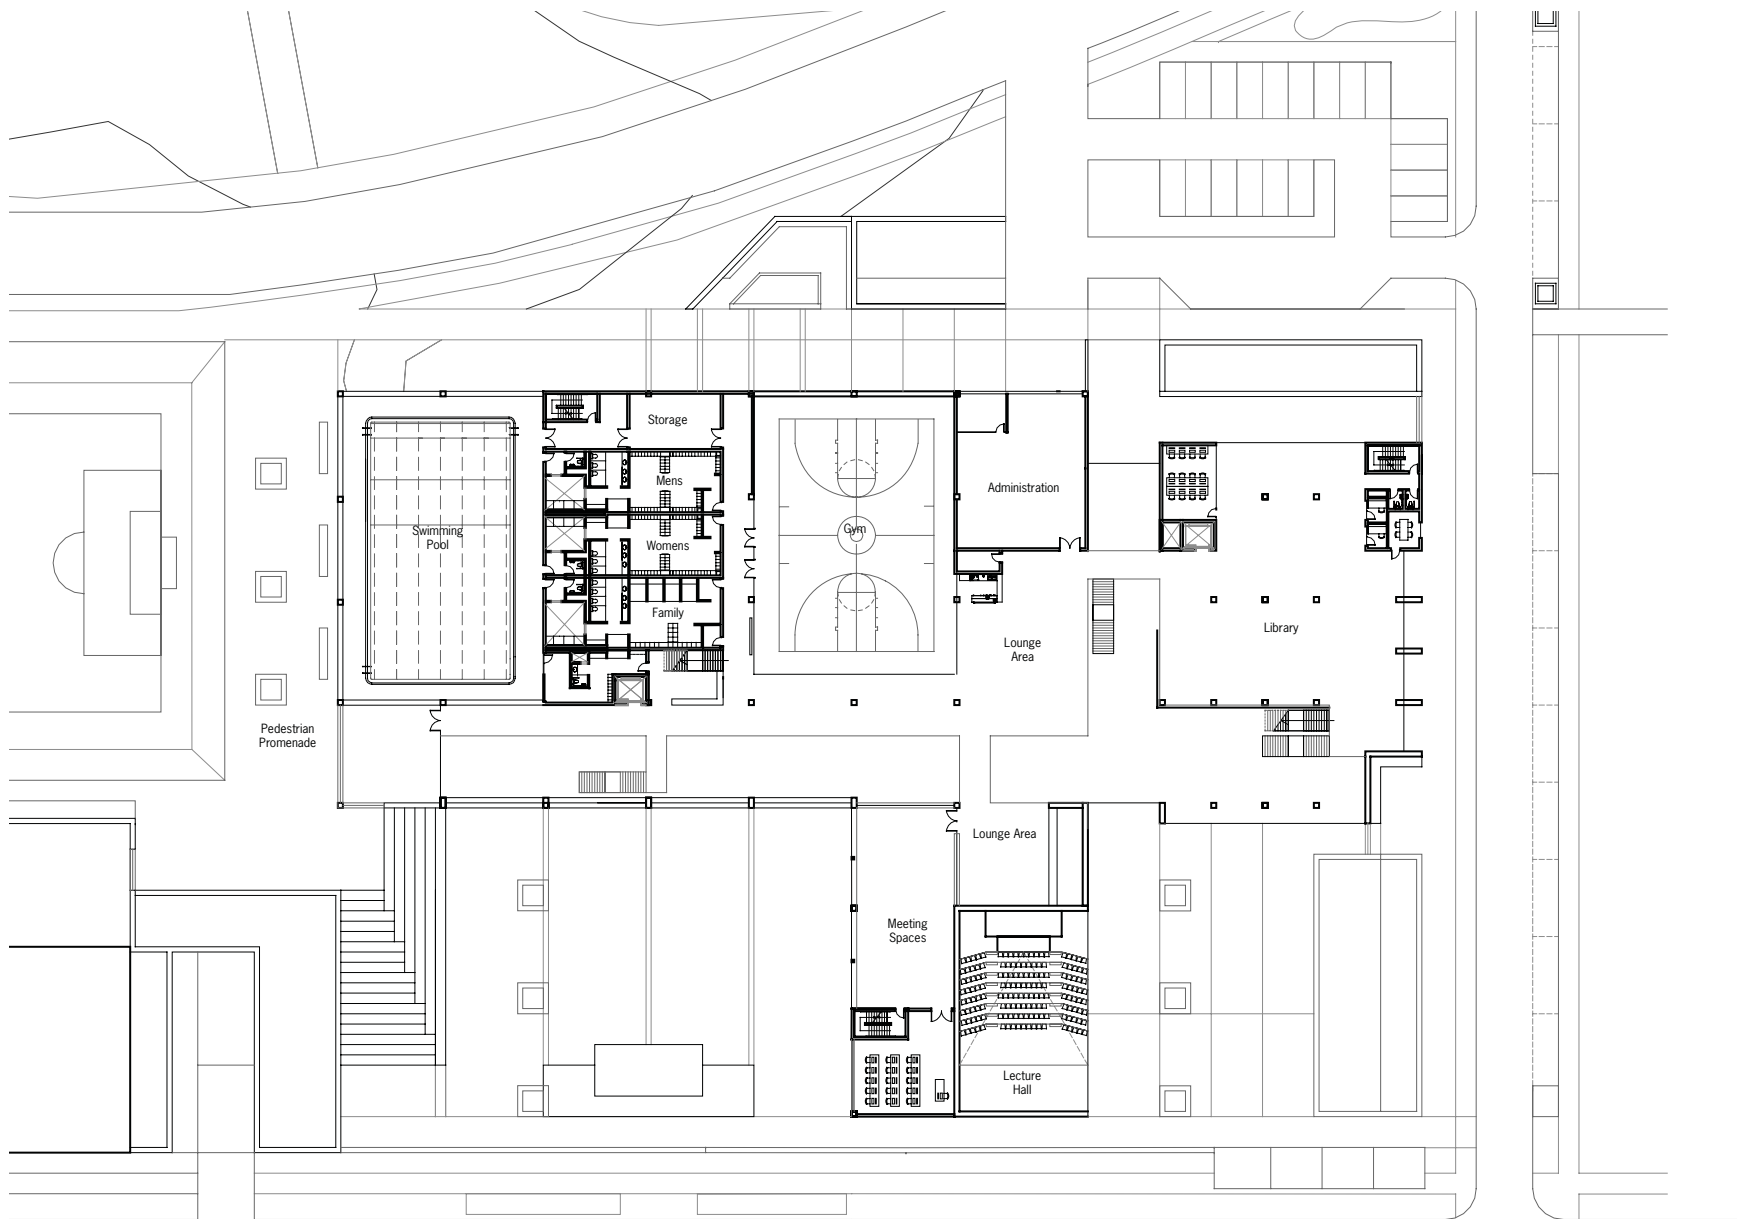 Storage
Mens
Womens
Family
Swimming
Pool
Gym
Administration
Library
Lounge
Area
Pedestrian
Promenade
Lounge Area
Meeting
Spaces
Lecture
Hall